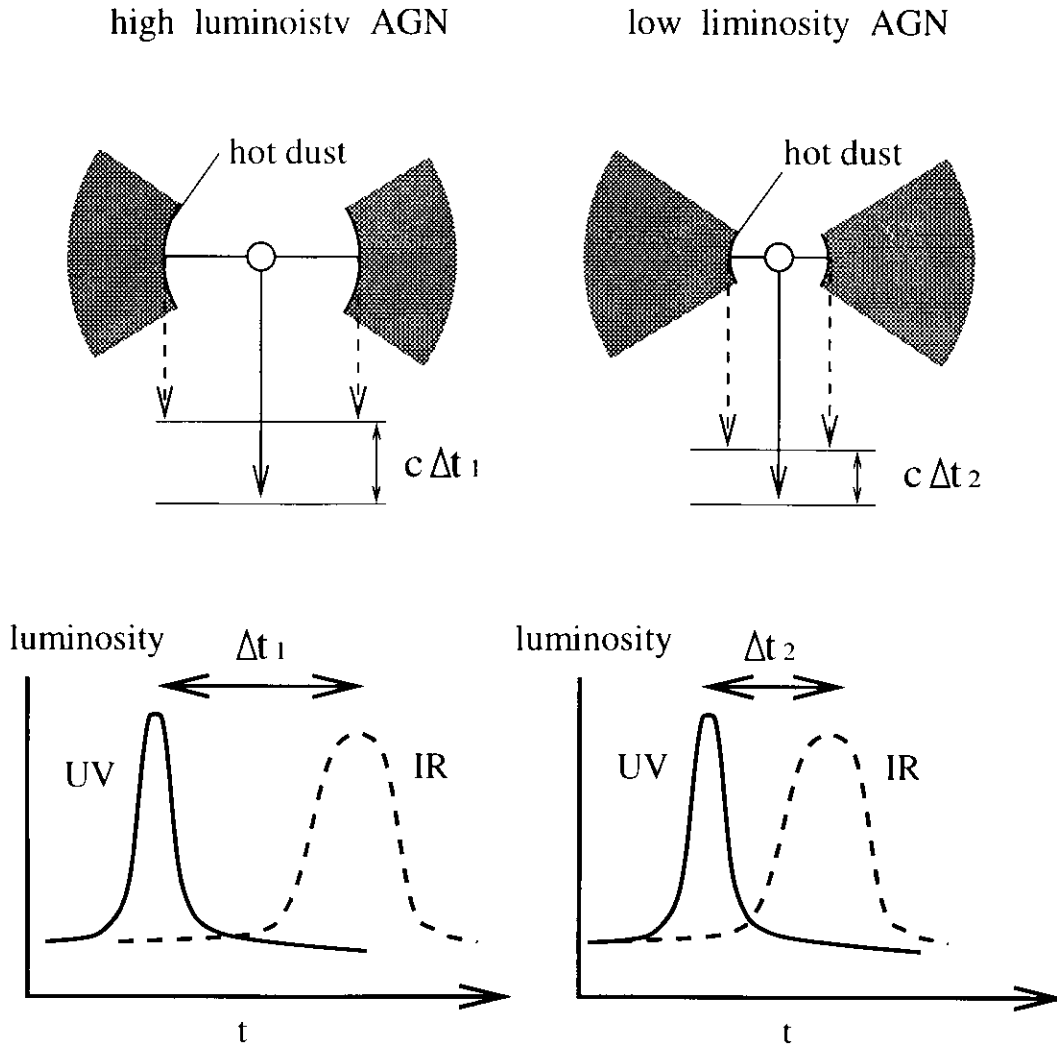 high luminoistv AGN
low liminosity AGN
hot dust
hot dust
c Δt 1
c Δt 2
luminosity
Δt 1
luminosity
Δt 2
UV
IR
UV
IR
t
t